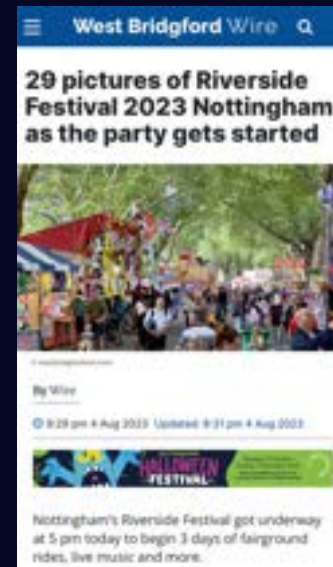 West Bridgford Wire
29 pictures of Riverside
Festival 2023 Nottingham
as the party gets started
By Wire
9:29 pm 4 Aug 2023 Updated: 9:31 pm 4 Aug 2023
HALLOWEEN
FESTIVAL
Nottingham's Riverside Festival got underway
at 5 pm today to begin 3 days of fairground
rides, live music and more.